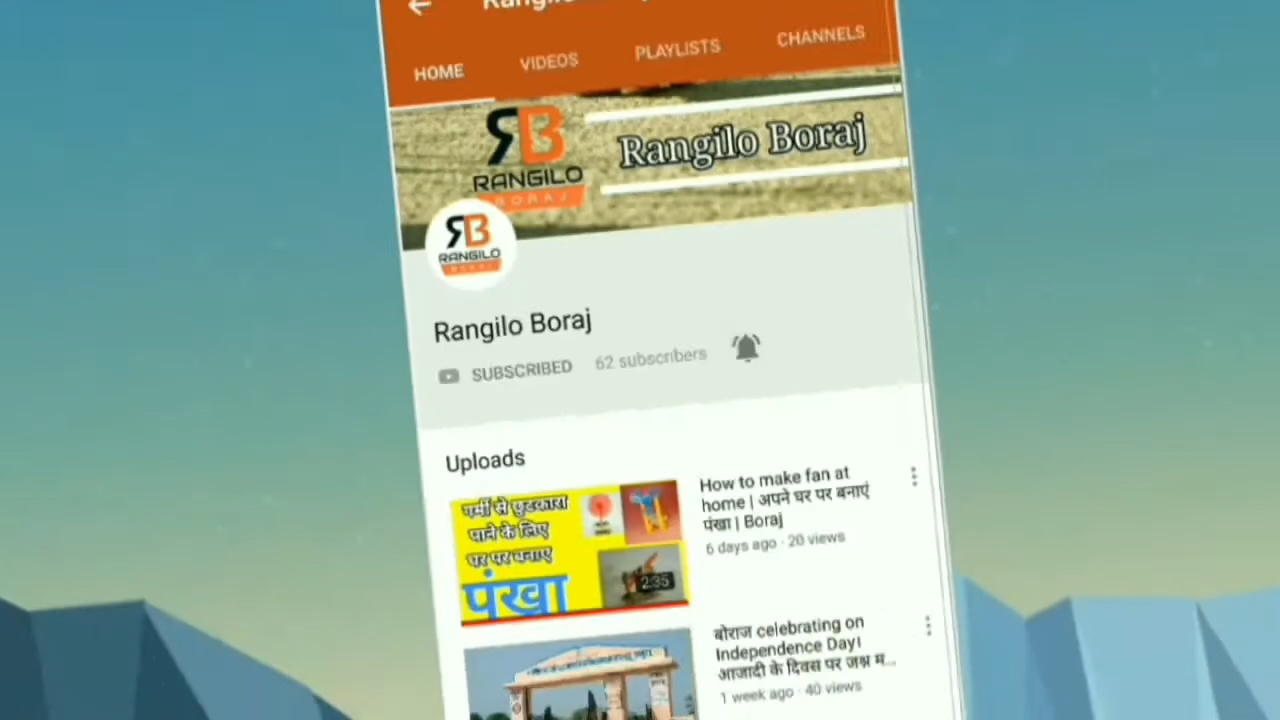 HOME VIDEOS PLAYLISTS CHANNELS
RB
RANGILO
BORAJ
Rangilo Boraj
RB
RANGILO
BORAJ
Rangilo Boraj
SUBSCRIBED 62 subscribers
Uploads
गर्मी से छुटकारा
पाने के लिए
घर पर बनाए
पंखा
2:35
How to make fan at
home | अपने घर पर बनाएं
पंखा | Boraj
6 days ago · 20 views
बोराज celebrating on
Independence Day।
आजादी के दिवस पर जश्न म...
1 week ago · 40 views